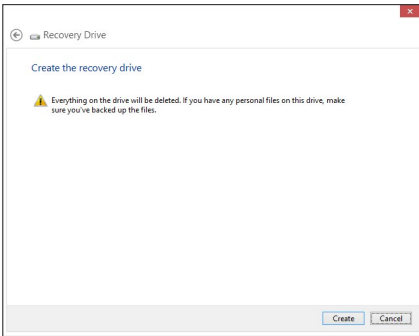 Recovery Drive
Create the recovery drive
Everything on the drive will be deleted. If you have any personal files on this drive, make
sure you've backed up the files.
Create Cancel